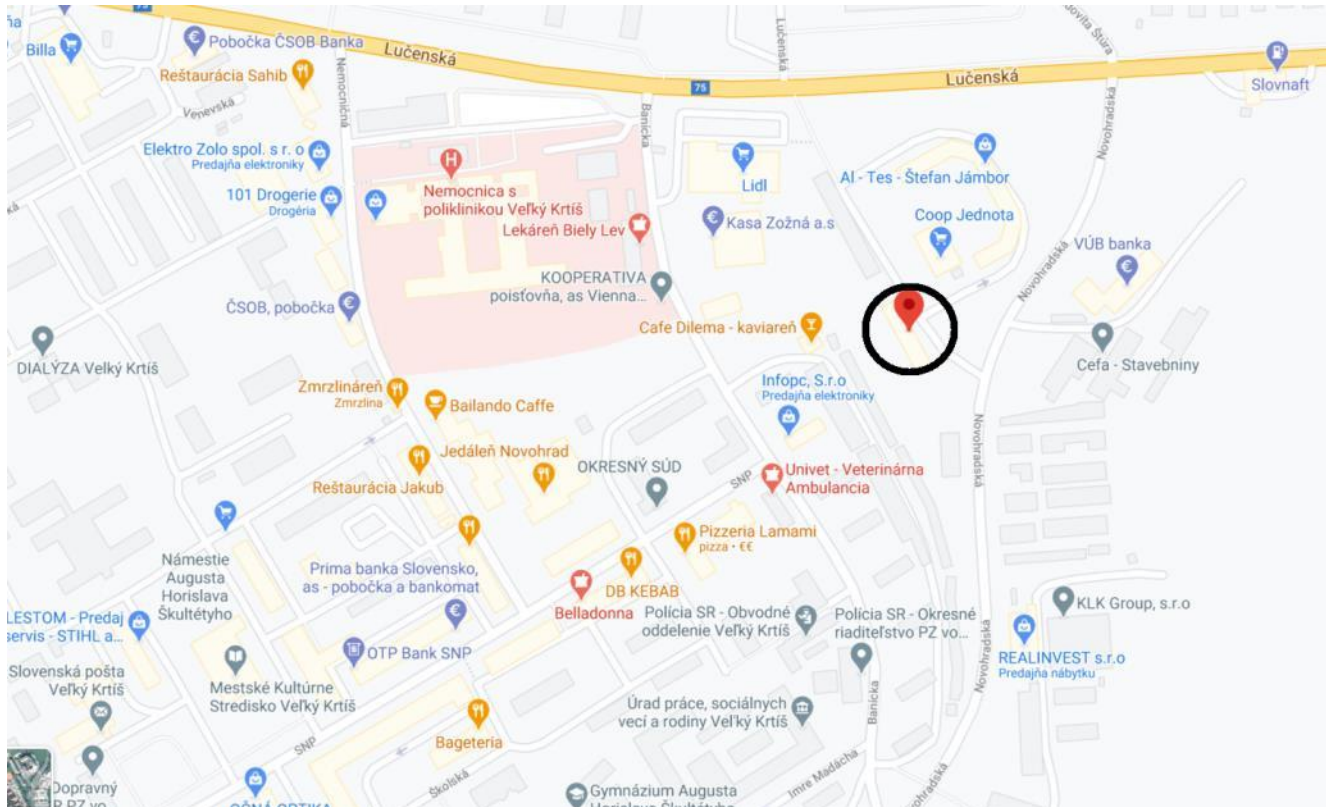 Billa
Pobočka ČSOB Banka
Reštaurácia Sahib
Lučenská
75
Lučenská
Lučenská
Slovnaft
Venevská
Nemocničná
Banícka
Novohradská
Elektro Zolo spol. s r. o
Predajňa elektroniky
101 Drogerie
Drogéria
Nemocnica s
poliklinikou Veľký Krtíš
Lekáreň Biely Lev
Lidl
Kasa Zožná a.s
Al - Tes - Štefan Jámbor
Coop Jednota
VÚB banka
Novohradská
KOOPERATIVA
poisťovňa, as Vienna...
ČSOB, pobočka
Cafe Dilema - kaviareň
Cefa - Stavebniny
DIALÝZA Veľký Krtíš
Zmrzlináreň
Zmrzlina
Bailando Caffe
Infopc, S.r.o
Predajňa elektroniky
Jedáleň Novohrad
Reštaurácia Jakub
OKRESNÝ SÚD
SNP
Univet - Veterinárna
Ambulancia
Novohradská
Pizzeria Lamami
pizza · €€
Námestie
Augusta
Horislava
Škultétyho
Prima banka Slovensko,
as - pobočka a bankomat
DB KEBAB
Belladonna
Polícia SR - Obvodné
oddelenie Veľký Krtíš
Polícia SR - Okresné
riaditeľstvo PZ vo...
KLK Group, s.r.o
LESTOM - Predaj
servis - STIHL a...
OTP Bank SNP
REALINVEST s.r.o
Predajňa nábytku
Novohradská
Slovenská pošta
Veľký Krtíš
Mestské Kultúrne
Stredisko Veľký Krtíš
Úrad práce, sociálnych
vecí a rodiny Veľký Krtíš
Banícka
SNP
Bageteria
Školská
Imre Madácha
Novohradská
Dopravný
Gymnázium Augusta